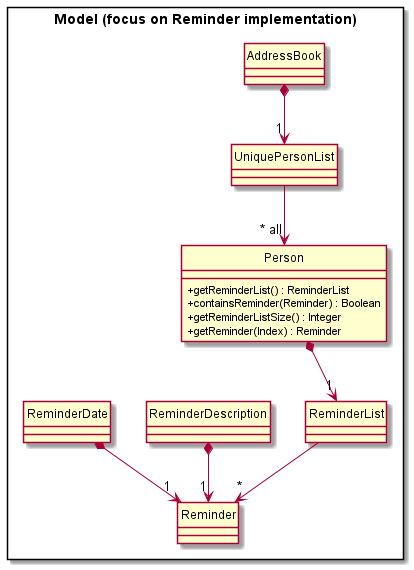 Model (focus on Reminder implementation)
AddressBook
1
UniquePersonList
* all
Person
+getReminderList() : ReminderList
+containsReminder(Reminder) : Boolean
+getReminderListSize() : Integer
+getReminder(Index) : Reminder
1
ReminderDate
ReminderDescription
ReminderList
1
1
*
Reminder